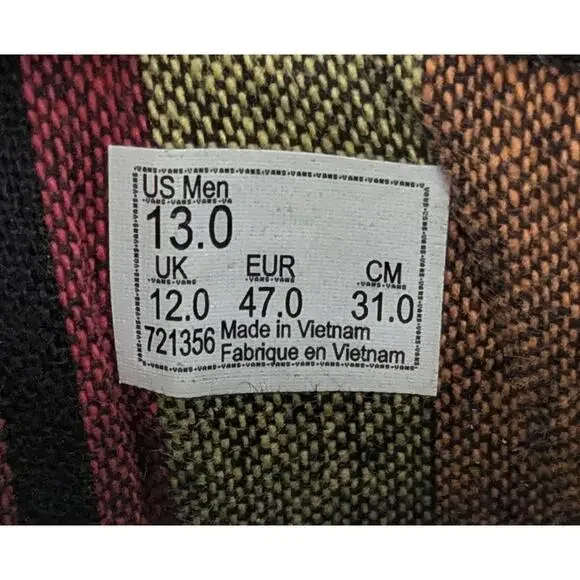 US Men
13.0
UK EUR CM
12.0 47.0 31.0
721356 Made in Vietnam
Fabrique en Vietnam